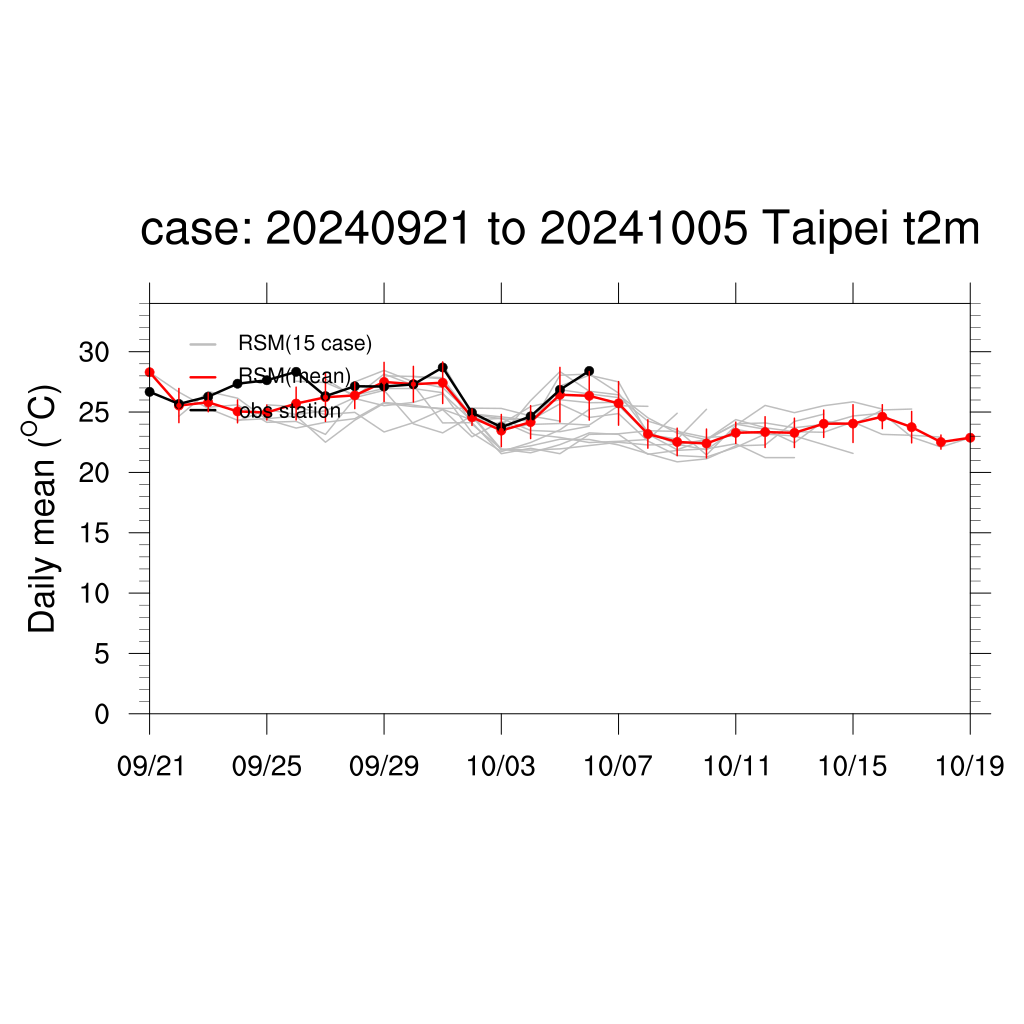 case: 20240921 to 20241005 Taipei t2m
RSM(15 case)
RSM(mean)
obs station
Daily mean (°C)
30
25
20
15
10
5
0
09/21 09/25 09/29 10/03 10/07 10/11 10/15 10/19